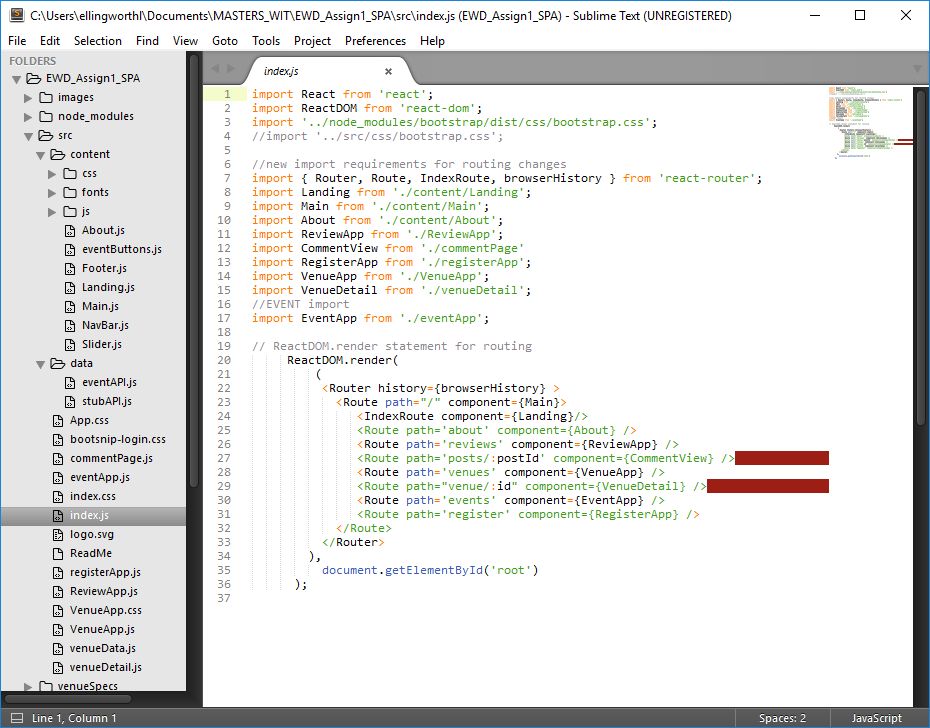 C:\Users\ellingworthl\Documents\MASTERS_WIT\EWD_Assign1_SPA\src\index.js (EWD_Assign1_SPA) - Sublime Text (UNREGISTERED)
File Edit Selection Find View Goto Tools Project Preferences Help
FOLDERS
EWD_Assign1_SPA
images
node_modules
src
content
css
fonts
js
About.js
eventButtons.js
Footer.js
Landing.js
Main.js
NavBar.js
Slider.js
data
eventAPI.js
stubAPI.js
App.css
bootsnip-login.css
commentPage.js
eventApp.js
index.css
index.js
logo.svg
ReadMe
registerApp.js
ReviewApp.js
VenueApp.css
VenueApp.js
venueData.js
venueDetail.js
venueSpecs
index.js
1 import React from 'react';
2 import ReactDOM from 'react-dom';
3 import '../node_modules/bootstrap/dist/css/bootstrap.css';
4 //import '../src/css/bootstrap.css';
5
6 //new import requirements for routing changes
7 import { Router, Route, IndexRoute, browserHistory } from 'react-router';
8 import Landing from './content/Landing';
9 import Main from './content/Main';
10 import About from './content/About';
11 import ReviewApp from './ReviewApp';
12 import CommentView from './commentPage'
13 import RegisterApp from './registerApp';
14 import VenueApp from './VenueApp';
15 import VenueDetail from './venueDetail';
16 //EVENT import
17 import EventApp from './eventApp';
18
19 // ReactDOM.render statement for routing
20 ReactDOM.render(
21 (
22 <Router history={browserHistory} >
23 <Route path="/" component={Main}>
24 <IndexRoute component={Landing}/>
25 <Route path='about' component={About} />
26 <Route path='reviews' component={ReviewApp} />
27 <Route path='posts/:postId' component={CommentView} />
28 <Route path='venues' component={VenueApp} />
29 <Route path="venue/:id" component={VenueDetail} />
30 <Route path='events' component={EventApp} />
31 <Route path='register' component={RegisterApp} />
32 </Route>
33 </Router>
34 ),
35 document.getElementById('root')
36 );
37
Line 1, Column 1
Spaces: 2
JavaScript